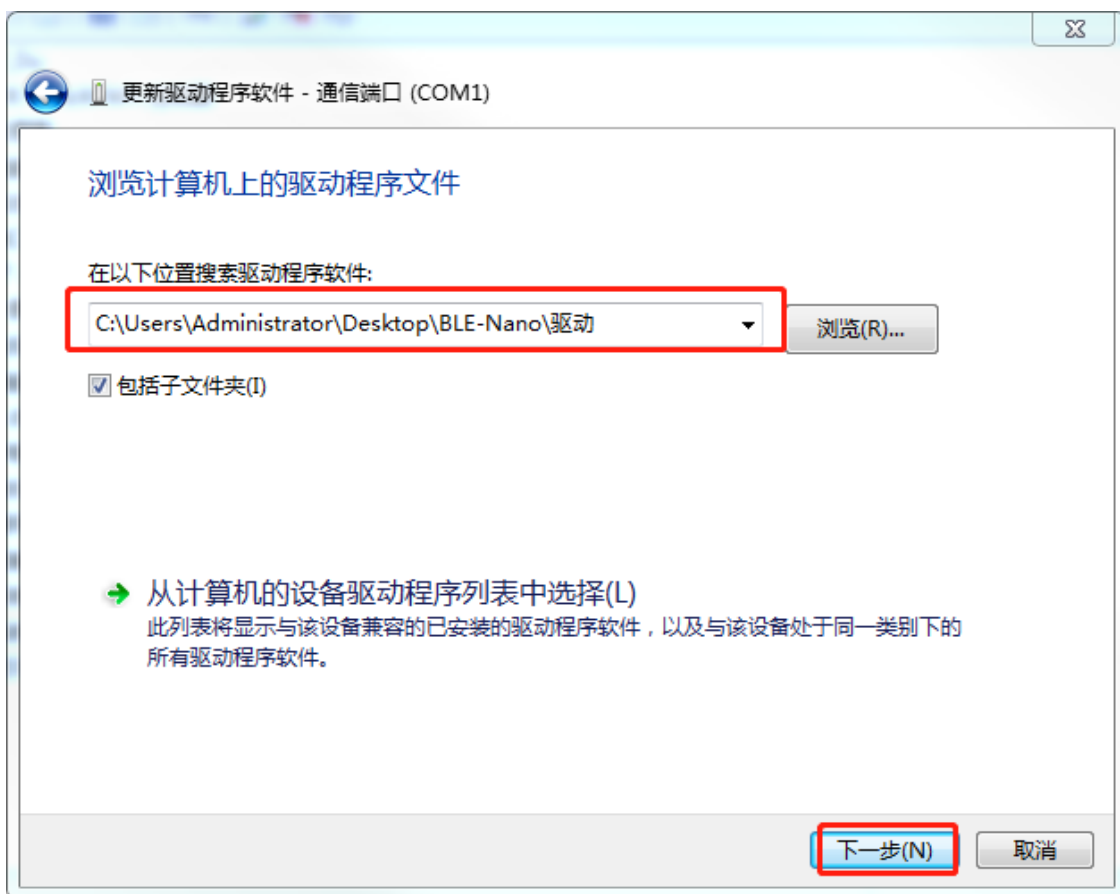 更新驱动程序软件 - 通信端口 (COM1)
浏览计算机上的驱动程序文件
在以下位置搜索驱动程序软件:
C:\Users\Administrator\Desktop\BLE-Nano\驱动
浏览(R)...
包括子文件夹(I)
从计算机的设备驱动程序列表中选择(L)
此列表将显示与该设备兼容的已安装的驱动程序软件，以及与该设备处于同一类别下的
所有驱动程序软件。
下一步(N)
取消